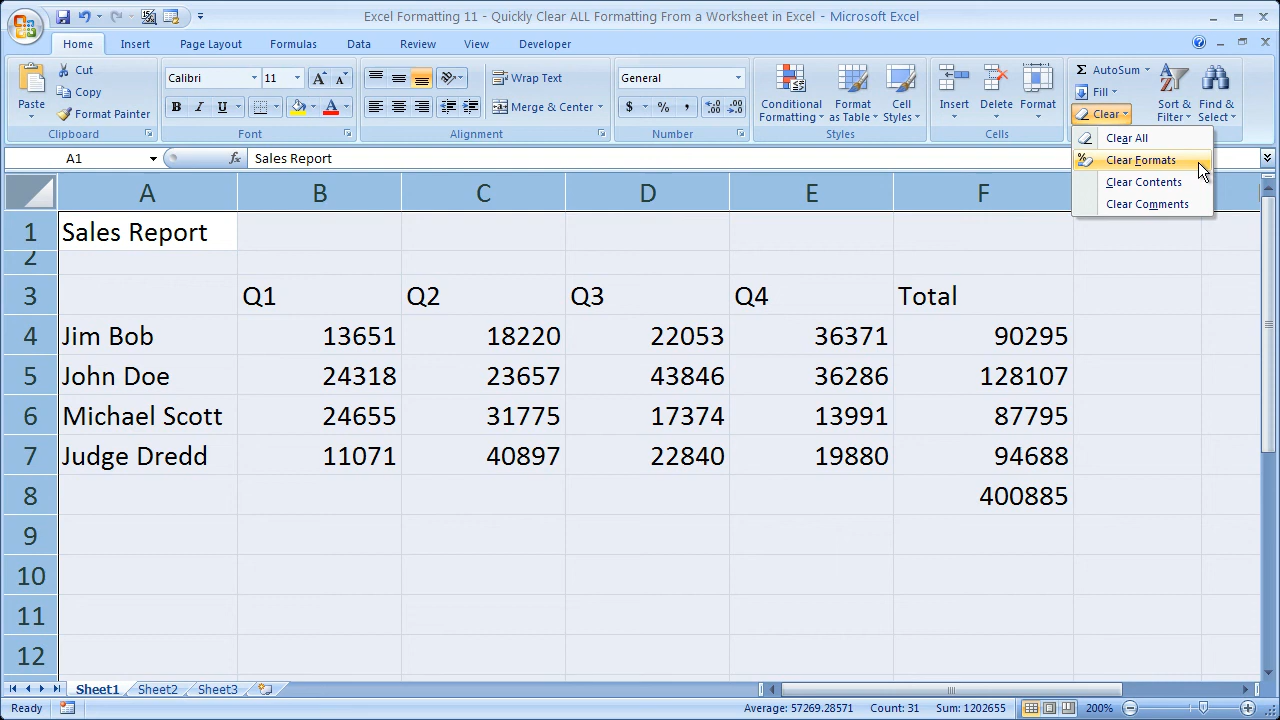 Excel Formatting 11 - Quickly Clear ALL Formatting From a Worksheet in Excel - Microsoft Excel
Home Insert Page Layout Formulas Data Review View Developer
Paste Cut Copy Format Painter
Clipboard
Calibri 11 A A
B I U A
Font
Wrap Text
Merge & Center
Alignment
General
$ % , .00 .0
Number
Conditional Formatting Format as Table Cell Styles
Styles
Insert Delete Format
Cells
Σ AutoSum
Fill
Clear
Sort & Filter Find & Select
Clear All
Clear Formats
Clear Contents
Clear Comments
A1 fx Sales Report
A B C D E F
1 Sales Report
2
3 Q1 Q2 Q3 Q4 Total
4 Jim Bob 13651 18220 22053 36371 90295
5 John Doe 24318 23657 43846 36286 128107
6 Michael Scott 24655 31775 17374 13991 87795
7 Judge Dredd 11071 40897 22840 19880 94688
8 400885
9
10
11
12
Sheet1 Sheet2 Sheet3
Ready Average: 57269.28571 Count: 31 Sum: 1202655 200%